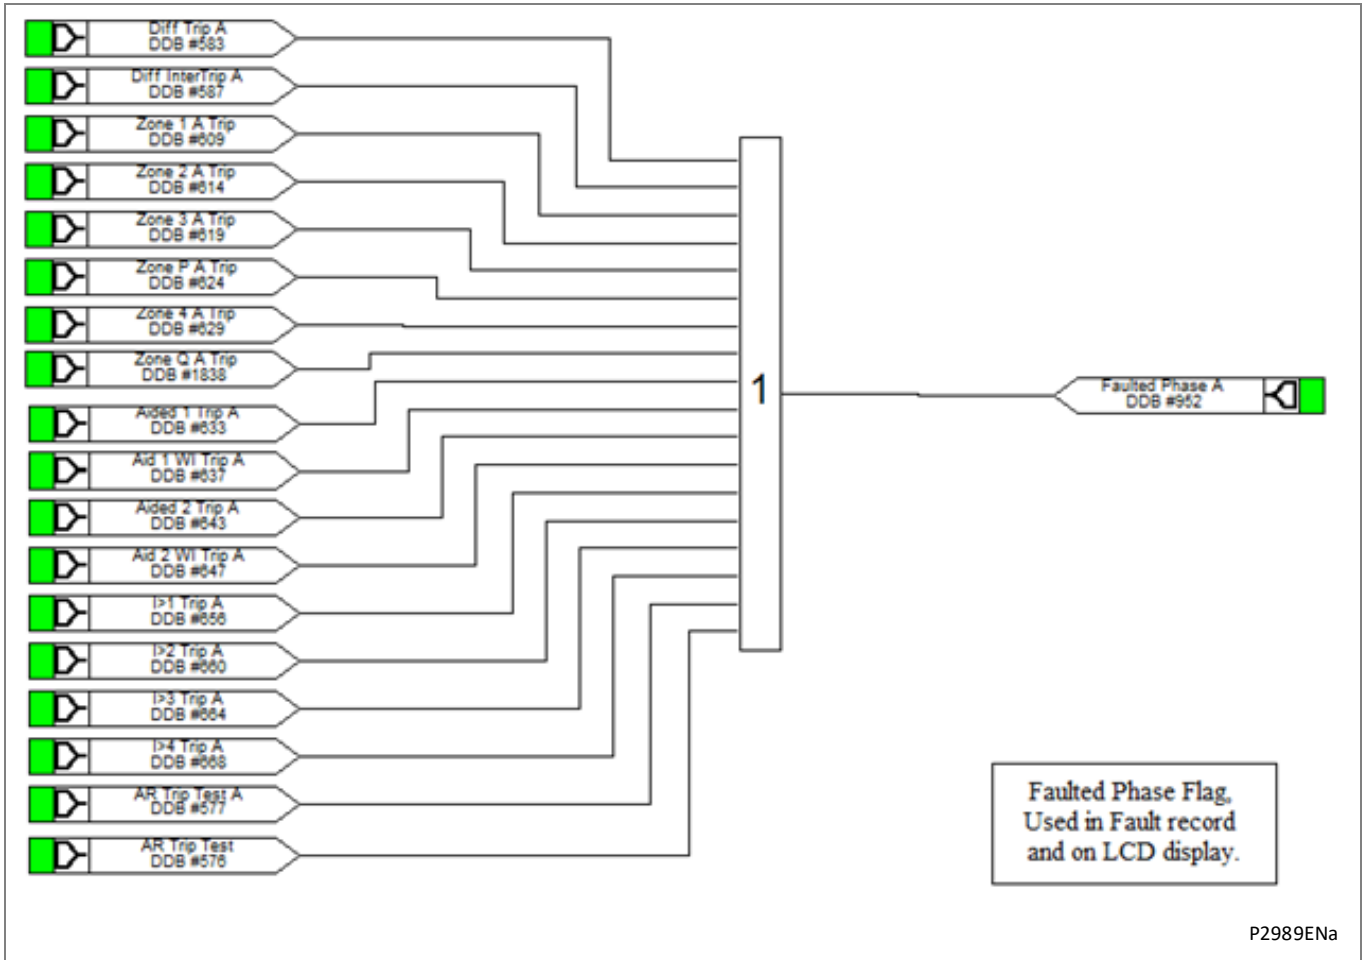 Diff Trip A
DDB #583
Diff InterTrip A
DDB #587
Zone 1 A Trip
DDB #609
Zone 2 A Trip
DDB #614
Zone 3 A Trip
DDB #619
Zone P A Trip
DDB #624
Zone 4 A Trip
DDB #629
Zone Q A Trip
DDB #1838
Aided 1 Trip A
DDB #633
Aid 1 WI Trip A
DDB #637
Aided 2 Trip A
DDB #643
Aid 2 WI Trip A
DDB #647
I>1 Trip A
DDB #656
I>2 Trip A
DDB #660
I>3 Trip A
DDB #664
I>4 Trip A
DDB #668
AR Trip Test A
DDB #577
AR Trip Test
DDB #576
1
Faulted Phase A
DDB #952
Faulted Phase Flag,
Used in Fault record
and on LCD display.
P2989ENa